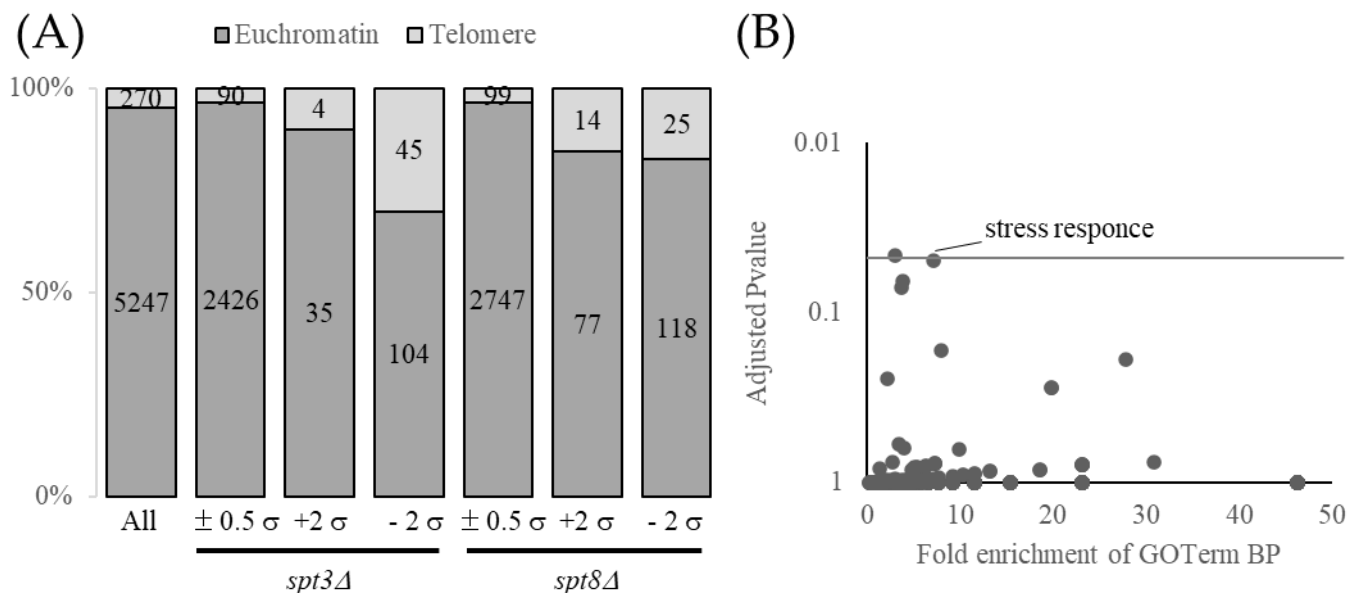 (A)
Euchromatin Telomere
100%
50%
0%
270 90 4 45 99 14 25
5247 2426 35 104 2747 77 118
All ± 0.5 σ +2 σ - 2 σ ± 0.5 σ +2 σ - 2 σ
spt3Δ spt8Δ
(B)
0.01
stress responce
0.1
1
Adjusted Pvalue
0 10 20 30 40 50
Fold enrichment of GOTerm BP